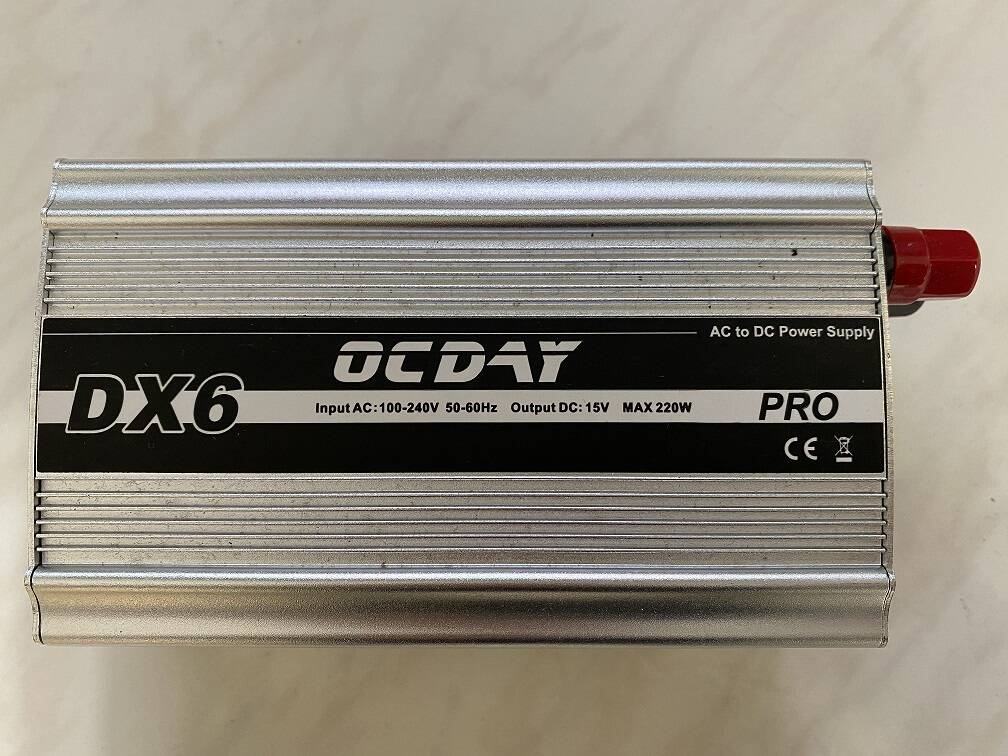 AC to DC Power Supply
OCDAY
DX6
Input AC:100-240V 50-60Hz Output DC: 15V MAX 220W
PRO
CE